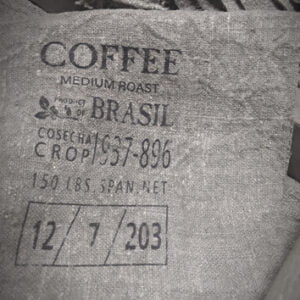 COFFEE
MEDIUM ROAST
PRODUCT OF BRASIL
COSECHA
CROP 1937-896
150 LBS. SPAN. NET
12/7/203